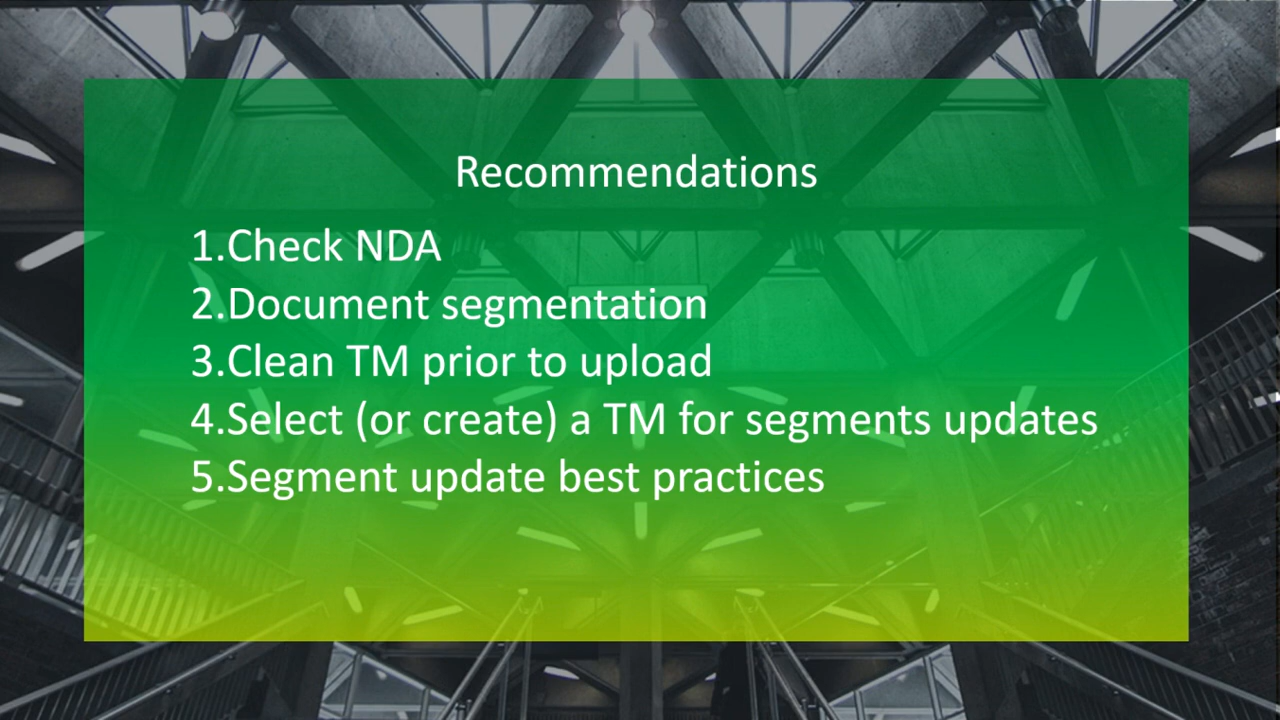 Recommendations
1.Check NDA
2.Document segmentation
3.Clean TM prior to upload
4.Select (or create) a TM for segments updates
5.Segment update best practices